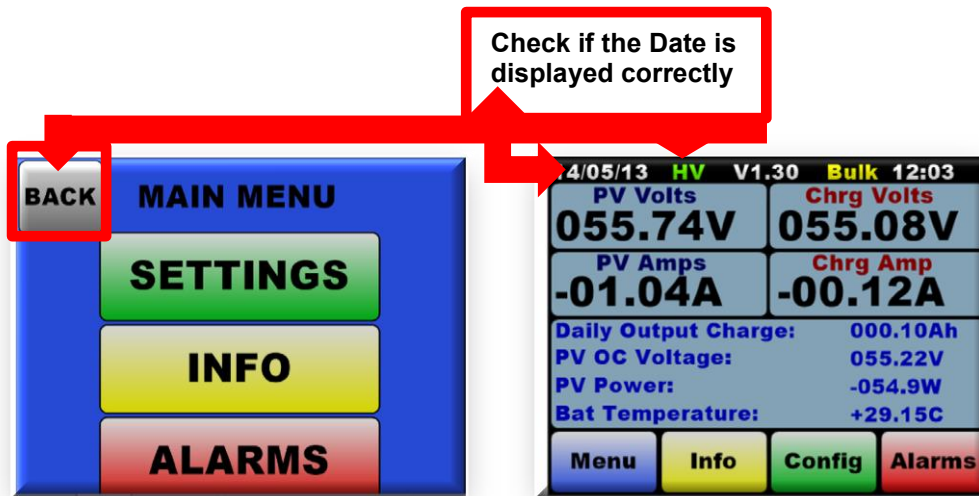 Check if the Date is
displayed correctly
BACK MAIN MENU
SETTINGS
INFO
ALARMS
4/05/13 HV V1.30 Bulk 12:03
PV Volts Chrg Volts
055.74V 055.08V
PV Amps Chrg Amp
-01.04A -00.12A
Daily Output Charge: 000.10Ah
PV OC Voltage: 055.22V
PV Power: -054.9W
Bat Temperature: +29.15C
Menu Info Config Alarms